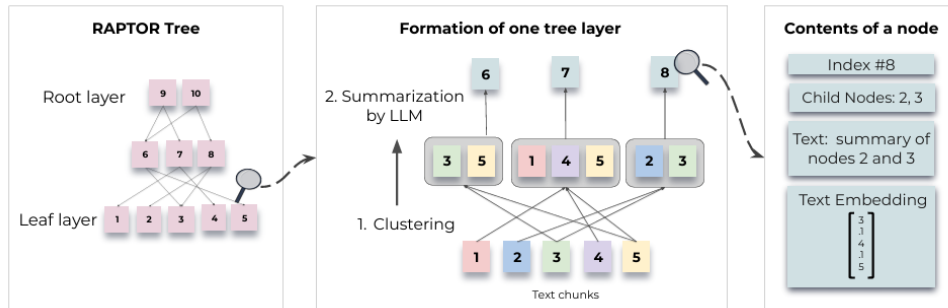 RAPTOR Tree
Root layer
9 10
6 7 8
Leaf layer
1 2 3 4 5
Formation of one tree layer
6 7 8
2. Summarization
by LLM
3 5 1 4 5 2 3
1. Clustering
1 2 3 4 5
Text chunks
Contents of a node
Index #8
Child Nodes: 2, 3
Text: summary of
nodes 2 and 3
Text Embedding
3
.1
4
.1
5